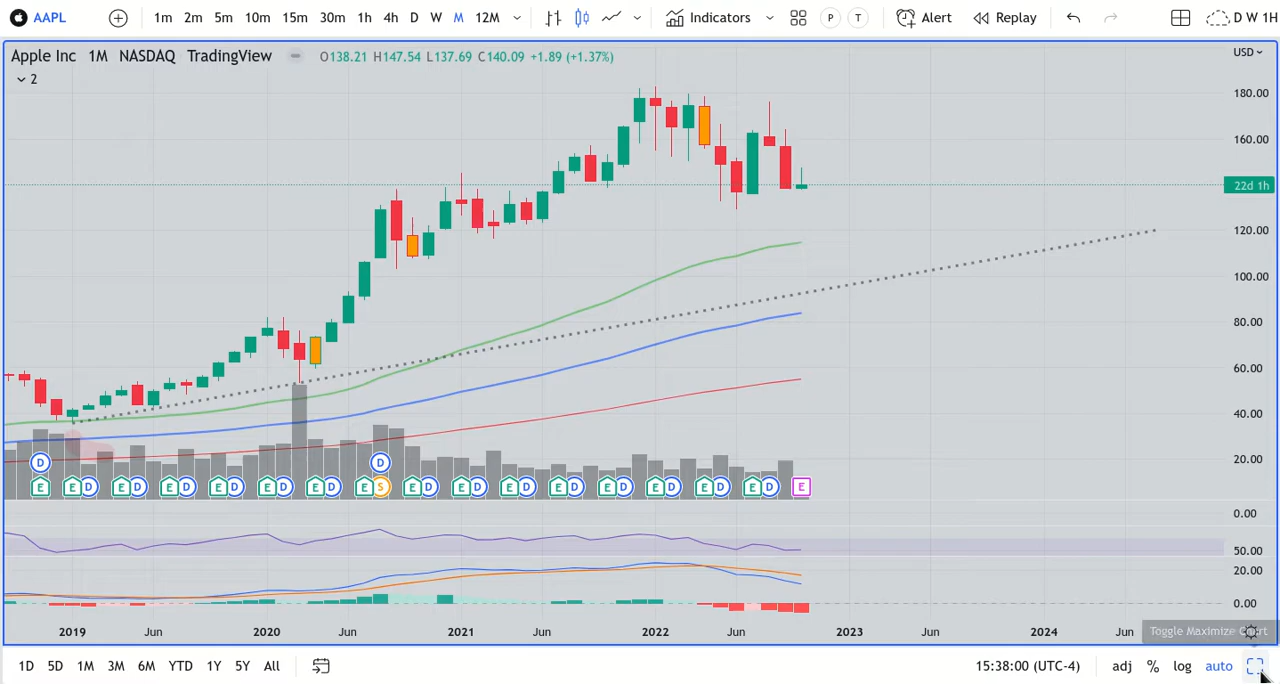 AAPL 1m 2m 5m 10m 15m 30m 1h 4h D W M 12M Indicators P T Alert Replay D W 1H
Apple Inc 1M NASDAQ TradingView O138.21 H147.54 L137.69 C140.09 +1.89 (+1.37%) USD
2
180.00
160.00
22d 1h
120.00
100.00
80.00
60.00
40.00
20.00
D D
E E D E D E D E D E D E D E S E D E D E D E D E D E D E D E D E
0.00
50.00
20.00
0.00
2019 Jun 2020 Jun 2021 Jun 2022 Jun 2023 Jun 2024 Jun Toggle Maximize Chart
1D 5D 1M 3M 6M YTD 1Y 5Y All 15:38:00 (UTC-4) adj % log auto